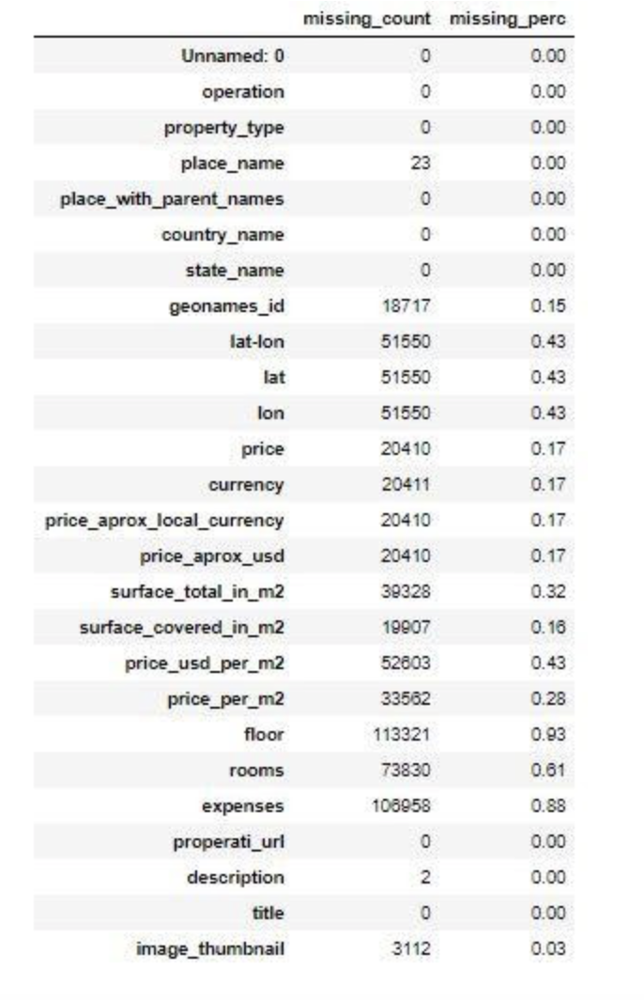 missing_count missing_perc
Unnamed: 0 0 0.00
operation 0 0.00
property_type 0 0.00
place_name 23 0.00
place_with_parent_names 0 0.00
country_name 0 0.00
state_name 0 0.00
geonames_id 18717 0.15
lat-lon 51550 0.43
lat 51550 0.43
lon 51550 0.43
price 20410 0.17
currency 20411 0.17
price_aprox_local_currency 20410 0.17
price_aprox_usd 20410 0.17
surface_total_in_m2 39328 0.32
surface_covered_in_m2 19907 0.16
price_usd_per_m2 52603 0.43
price_per_m2 33562 0.28
floor 113321 0.93
rooms 73830 0.61
expenses 106958 0.88
properati_url 0 0.00
description 2 0.00
title 0 0.00
image_thumbnail 3112 0.03